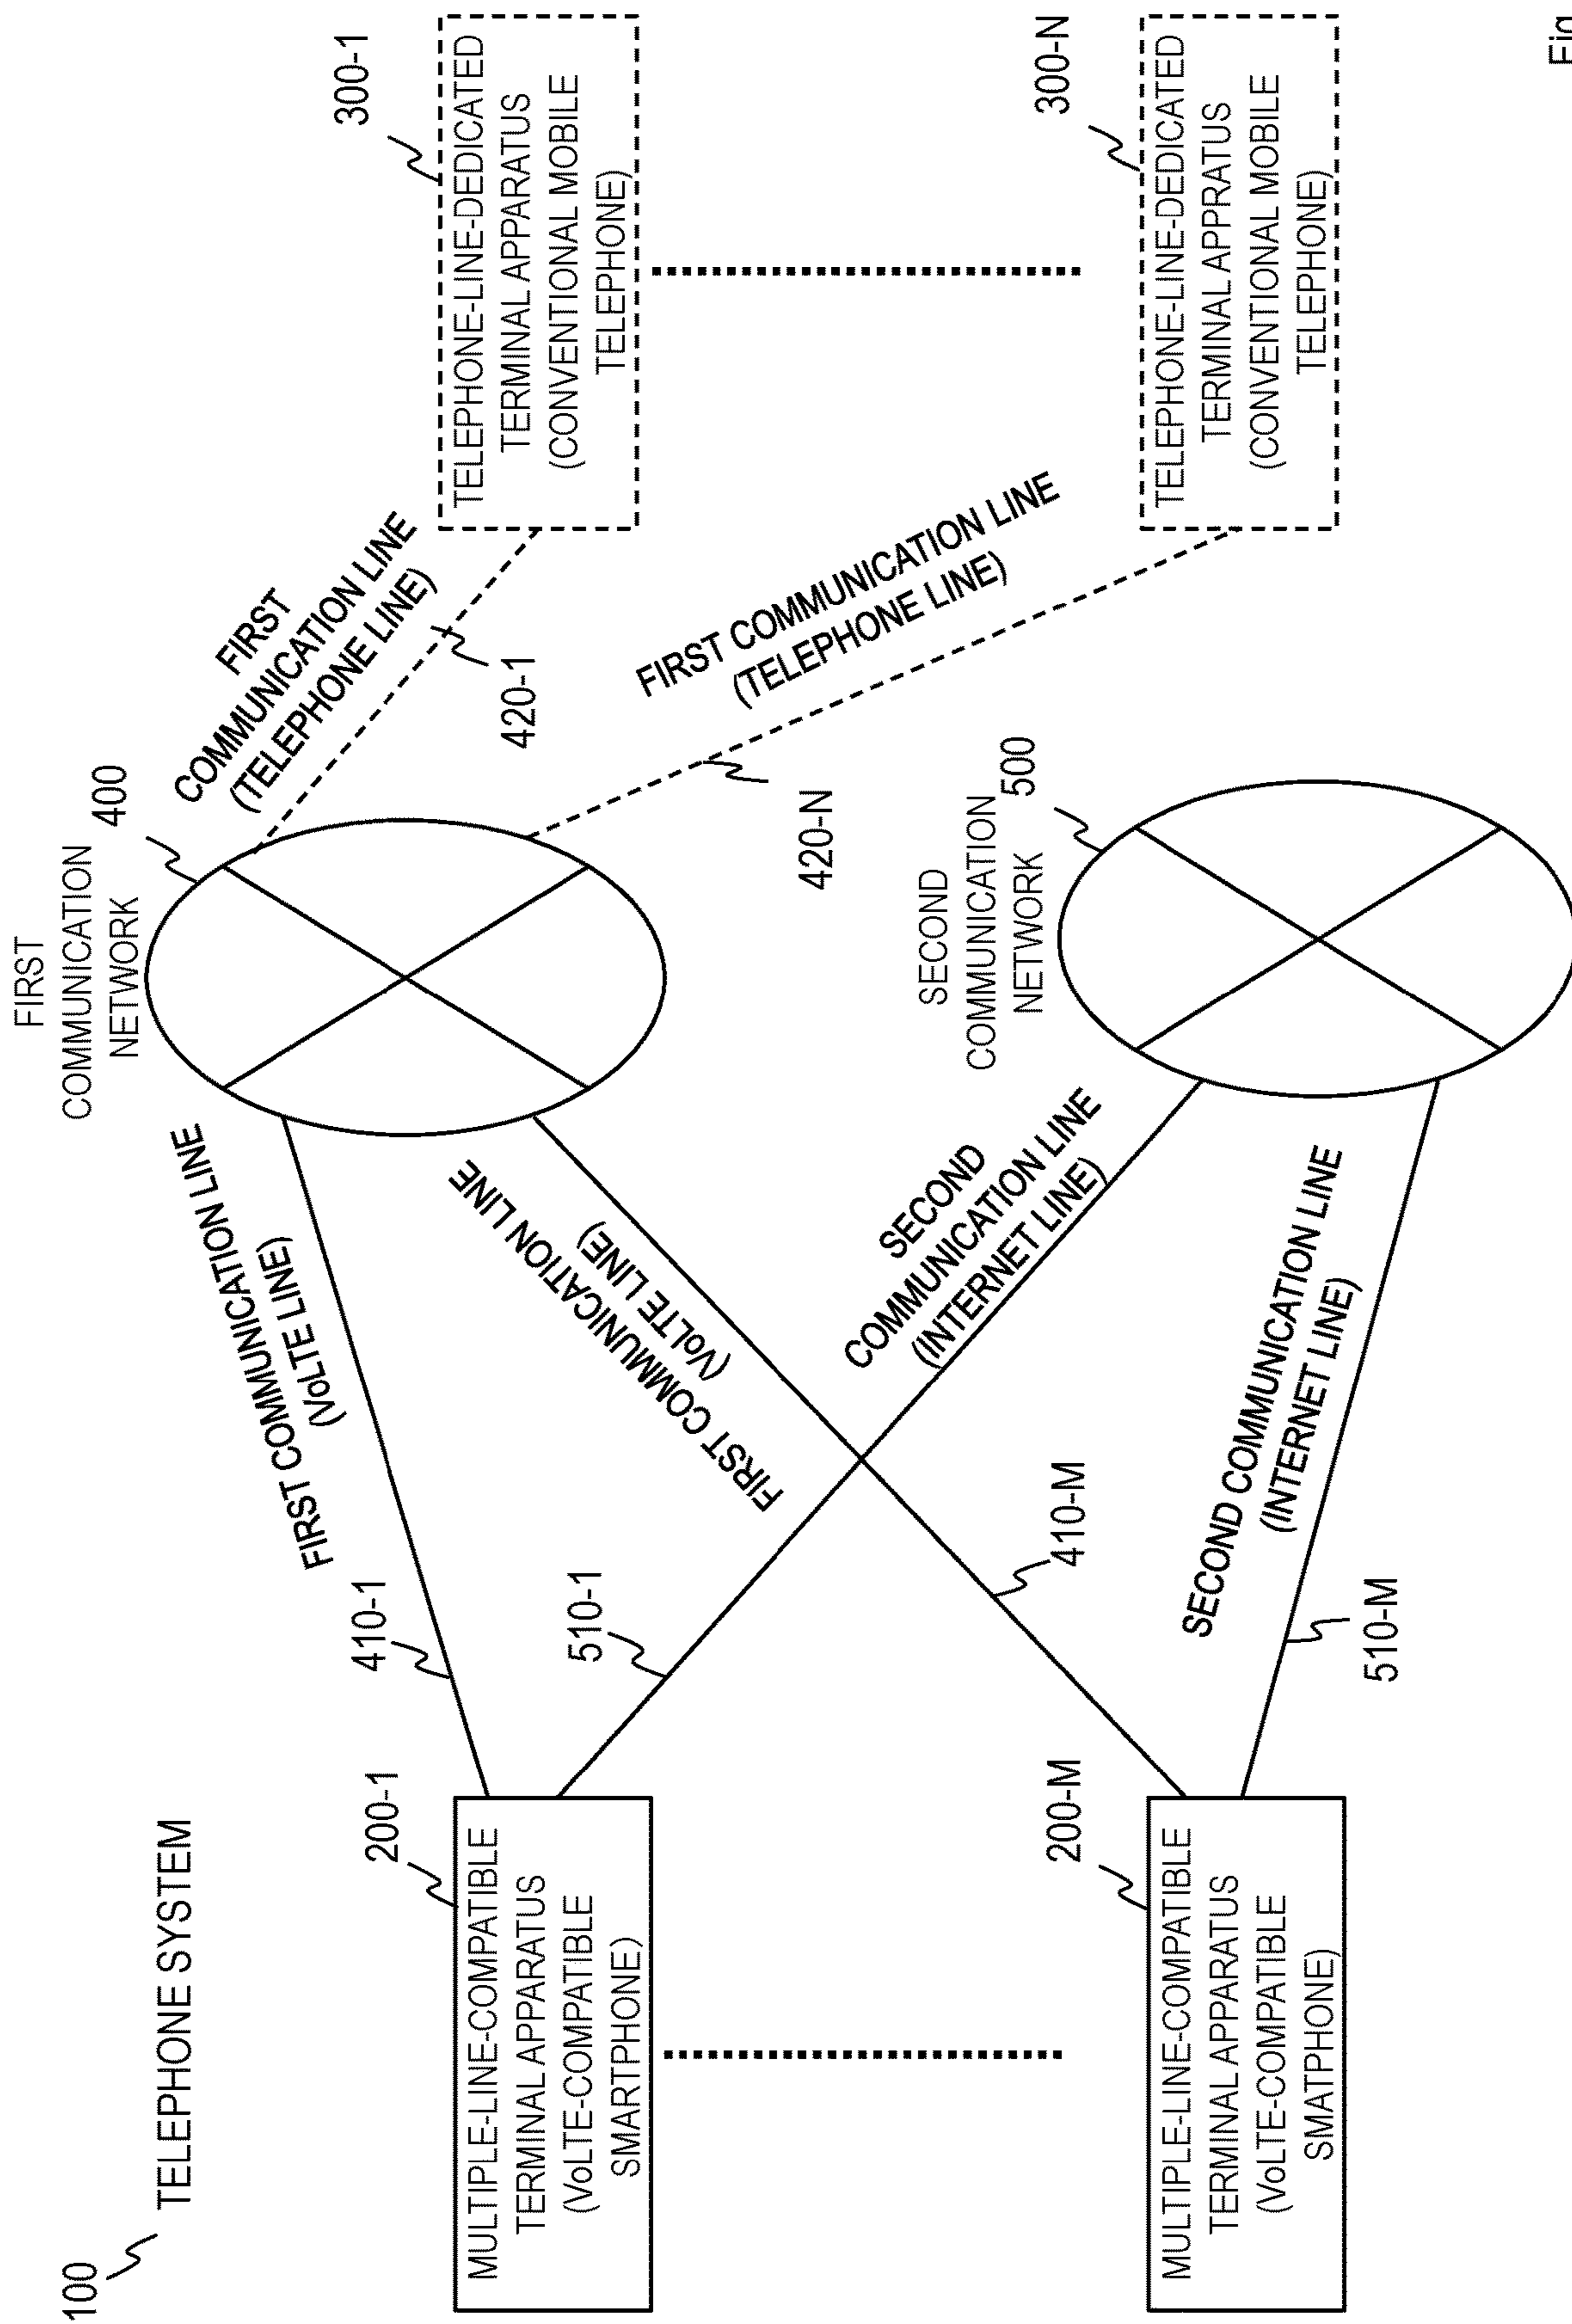 100
TELEPHONE SYSTEM
200-1
MULTIPLE-LINE-COMPATIBLE
TERMINAL APPARATUS
(VoLTE-COMPATIBLE
SMARTPHONE)
200-M
MULTIPLE-LINE-COMPATIBLE
TERMINAL APPARATUS
(VoLTE-COMPATIBLE
SMATPHONE)
410-1
FIRST COMMUNICATION LINE
(VoLTE LINE)
510-1
FIRST COMMUNICATION LINE
(VoLTE LINE)
410-M
SECOND
COMMUNICATION LINE
(INTERNET LINE)
SECOND COMMUNICATION LINE
(INTERNET LINE)
510-M
FIRST
COMMUNICATION
NETWORK
400
SECOND
COMMUNICATION
NETWORK
500
FIRST
COMMUNICATION LINE
(TELEPHONE LINE)
420-1
FIRST COMMUNICATION LINE
(TELEPHONE LINE)
420-N
300-1
TELEPHONE-LINE-DEDICATED
TERMINAL APPARATUS
(CONVENTIONAL MOBILE
TELEPHONE)
300-N
TELEPHONE-LINE-DEDICATED
TERMINAL APPRATUS
(CONVENTIONAL MOBILE
TELEPHONE)